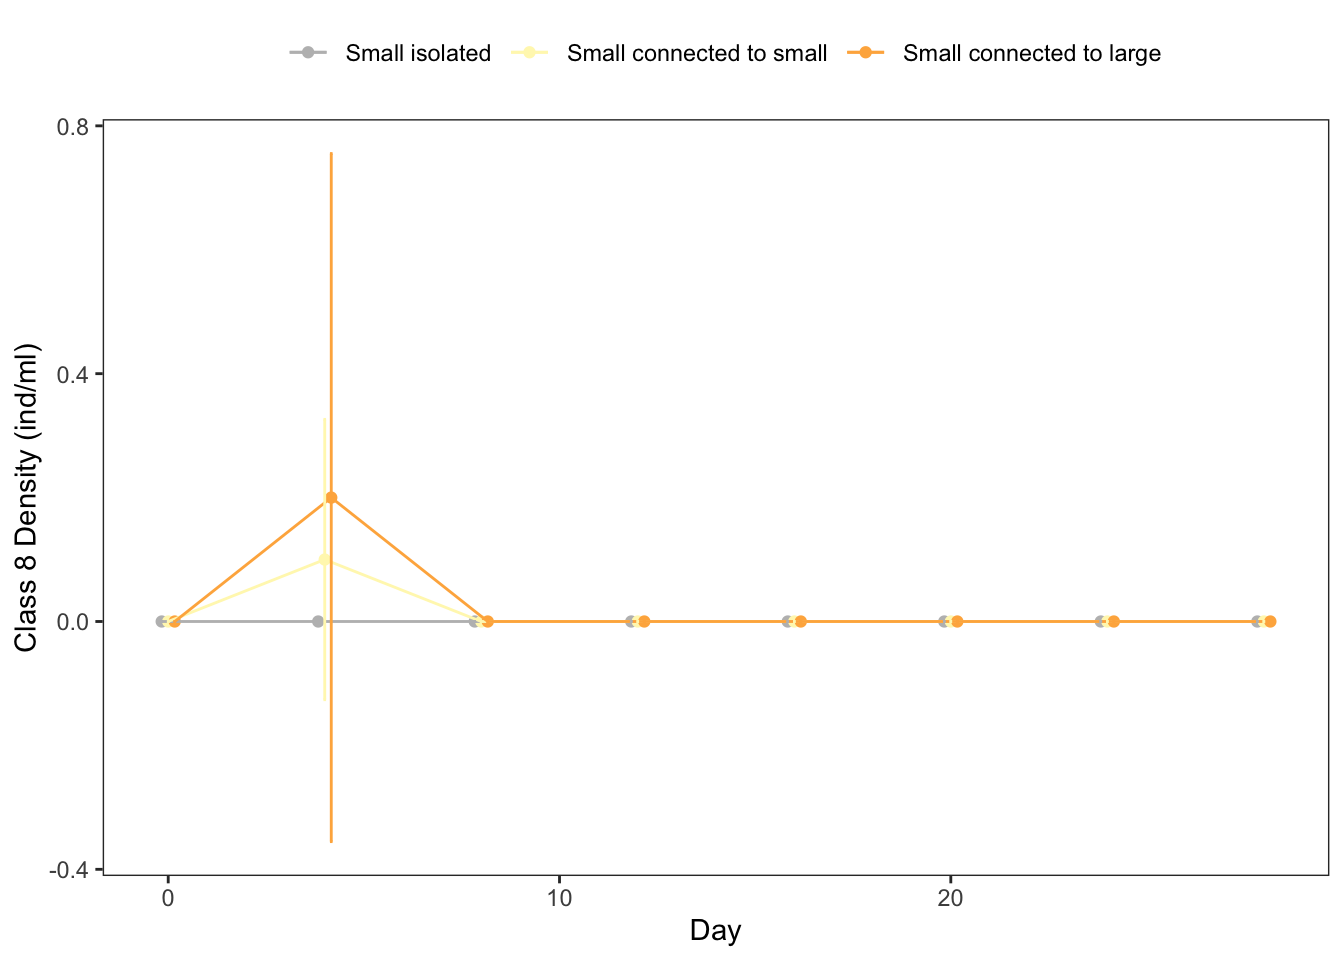 Small isolated Small connected to small Small connected to large
0.8
0.4
0.0
-0.4
Class 8 Density (ind/ml)
0 10 20
Day